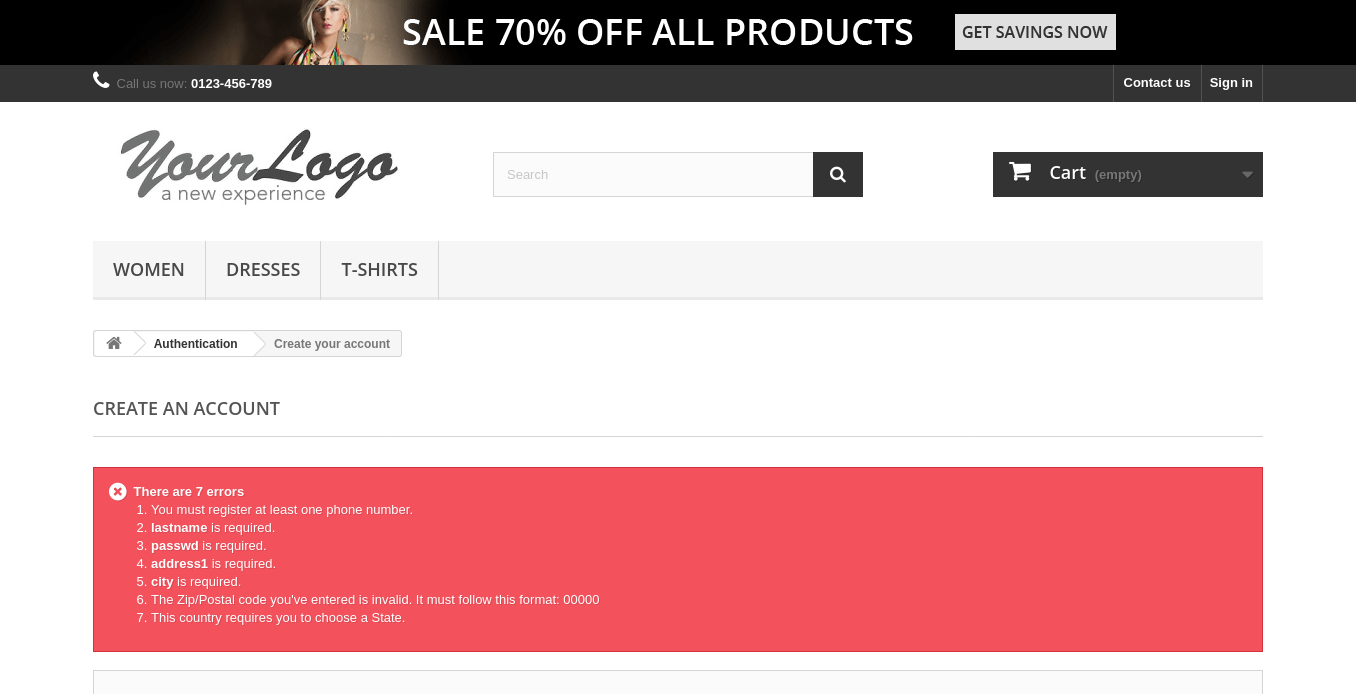 SALE 70% OFF ALL PRODUCTS GET SAVINGS NOW
Call us now: 0123-456-789 Contact us Sign in
YourLogo
a new experience
Search
Cart (empty)
WOMEN DRESSES T-SHIRTS
Authentication Create your account
CREATE AN ACCOUNT
There are 7 errors
1. You must register at least one phone number.
2. lastname is required.
3. passwd is required.
4. address1 is required.
5. city is required.
6. The Zip/Postal code you've entered is invalid. It must follow this format: 00000
7. This country requires you to choose a State.